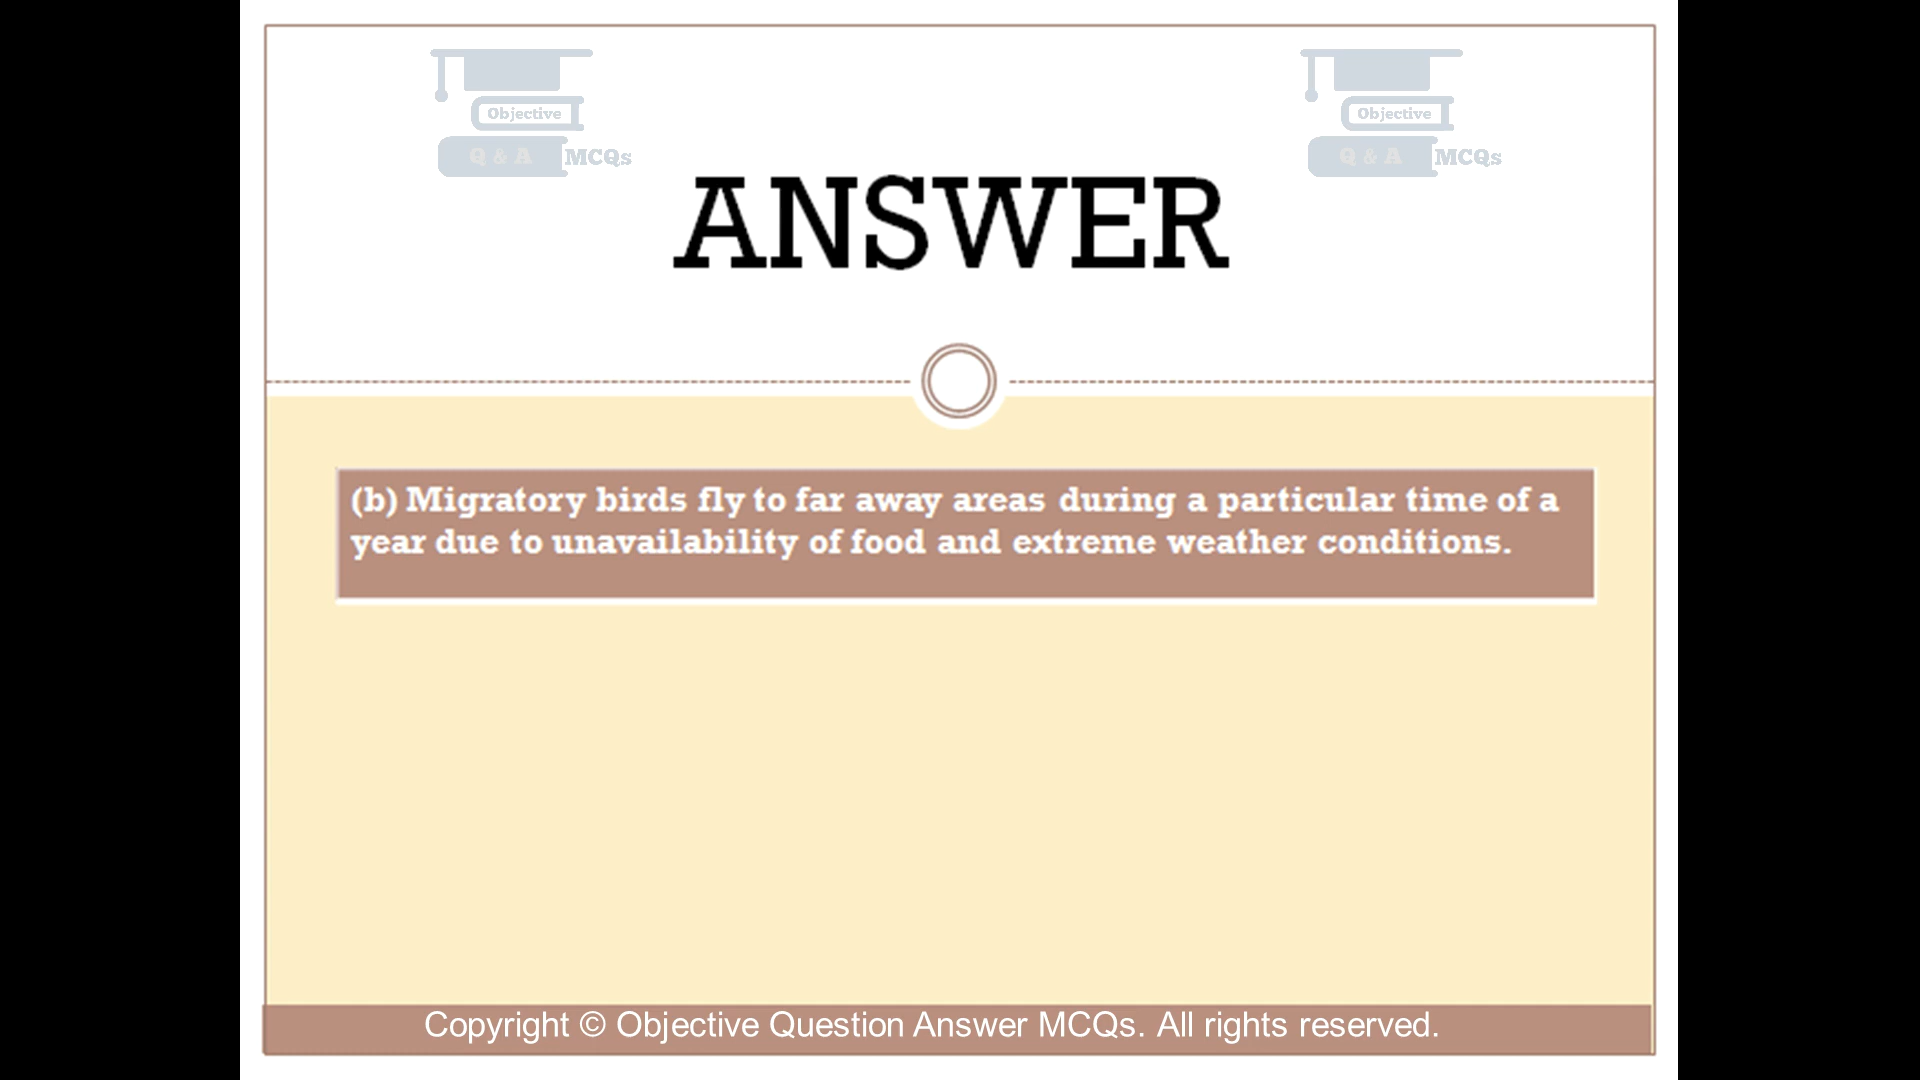 Objective
Q & A MCQs
Objective
Q & A MCQs
ANSWER
(b) Migratory birds fly to far away areas during a particular time of a
year due to unavailability of food and extreme weather conditions.
Copyright © Objective Question Answer MCQs. All rights reserved.